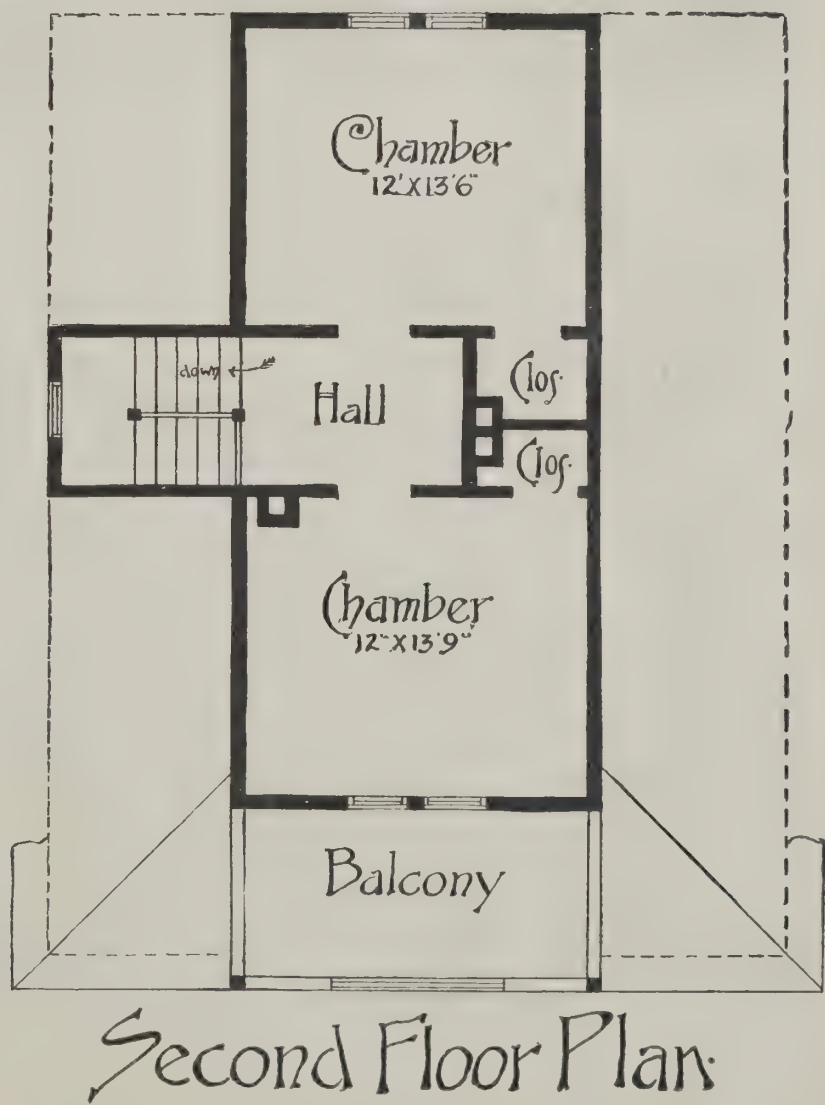 Chamber
12'X13'6"
down
Clos.
Hall
Clos.
Chamber
12"X13'9"
Balcony
Second Floor Plan.